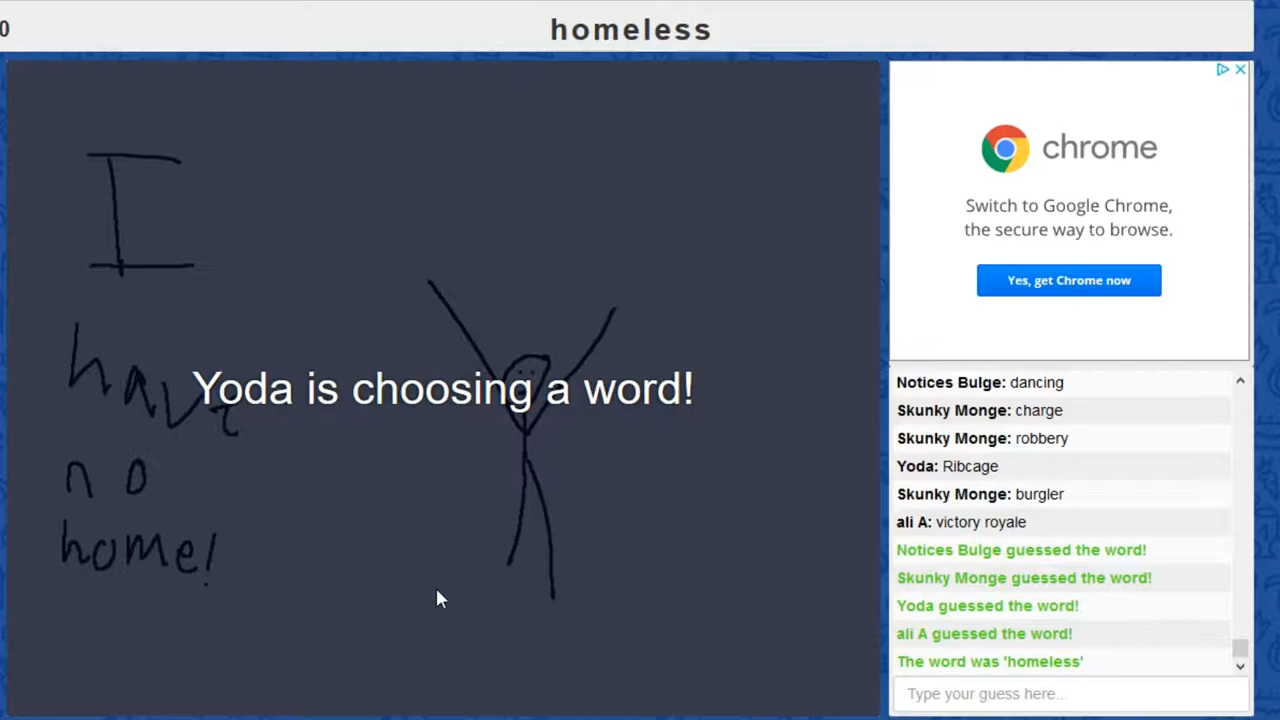 0
homeless
I
have
no
home!
Yoda is choosing a word!
chrome
Switch to Google Chrome,
the secure way to browse.
Yes, get Chrome now
Notices Bulge: dancing
Skunky Monge: charge
Skunky Monge: robbery
Yoda: Ribcage
Skunky Monge: burgler
ali A: victory royale
Notices Bulge guessed the word!
Skunky Monge guessed the word!
Yoda guessed the word!
ali A guessed the word!
The word was 'homeless'
Type your guess here...